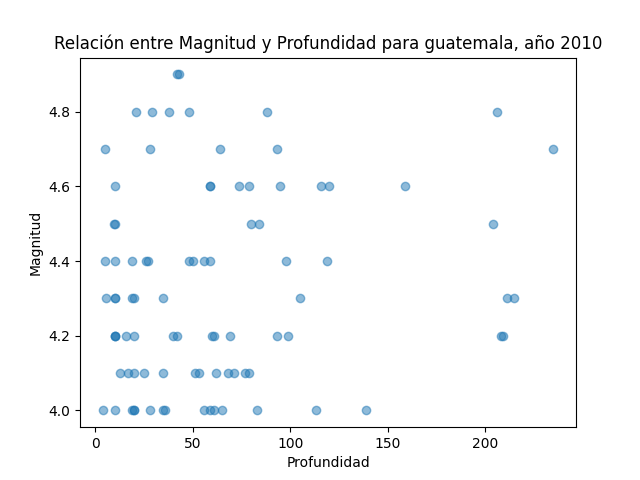 Relación entre Magnitud y Profundidad para guatemala, año 2010
4.8
4.6
4.4
4.2
4.0
Magnitud
0 50 100 150 200
Profundidad